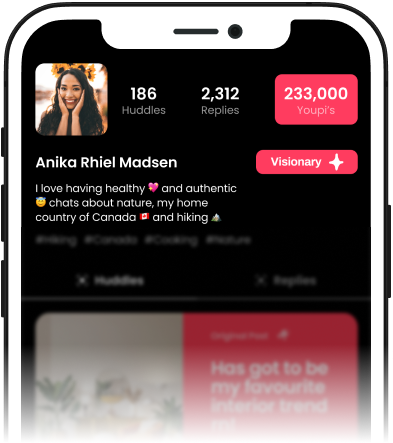 186
Huddles
2,312
Replies
233,000
Youpi's
Anika Rhiel Madsen
Visionary
I love having healthy 💖 and authentic
😇 chats about nature, my home
country of Canada 🇨🇦 and hiking ⛰️
#Hiking #Canada #Cooking #Nature
Huddles
Replies
Original Post
Has got to be
my favourite
interior trend